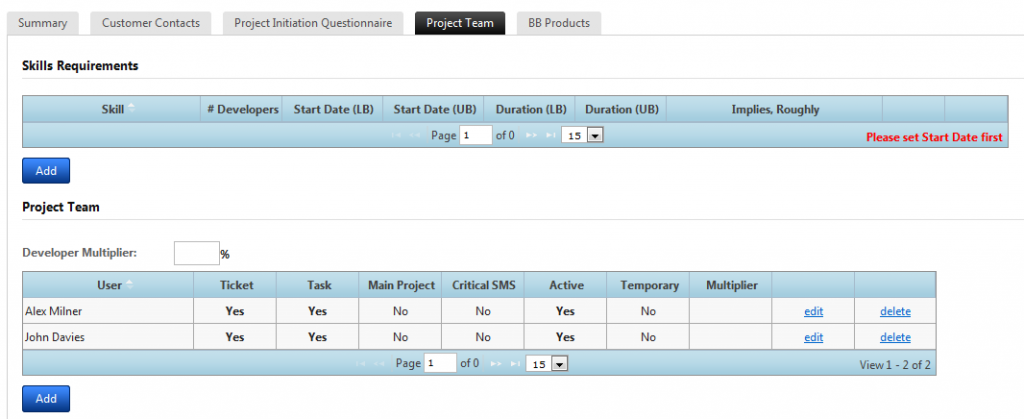 Summary Customer Contacts Project Initiation Questionnaire Project Team BB Products
Skills Requirements
Skill # Developers Start Date (LB) Start Date (UB) Duration (LB) Duration (UB) Implies, Roughly
Page 1 of 0 15 Please set Start Date first
Add
Project Team
Developer Multiplier: %
User Ticket Task Main Project Critical SMS Active Temporary Multiplier
Alex Milner Yes Yes No No Yes No edit delete
John Davies Yes Yes No No Yes No edit delete
Page 1 of 0 15 View 1 - 2 of 2
Add